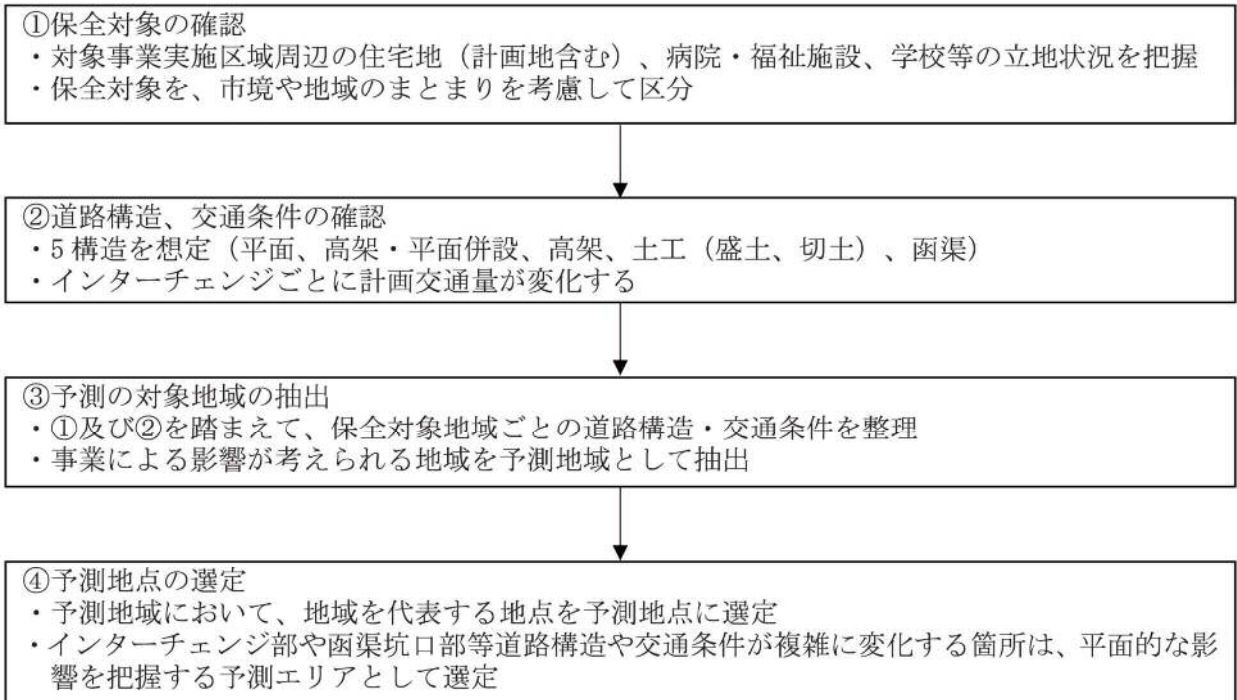 ①保全対象の確認
・対象事業実施区域周辺の住宅地（計画地含む）、病院・福祉施設、学校等の立地状況を把握
・保全対象を、市境や地域のまとまりを考慮して区分
②道路構造、交通条件の確認
・5構造を想定（平面、高架・平面併設、高架、土工（盛土、切土）、函渠）
・インターチェンジごとに計画交通量が変化する
③予測の対象地域の抽出
・①及び②を踏まえて、保全対象地域ごとの道路構造・交通条件を整理
・事業による影響が考えられる地域を予測地域として抽出
④予測地点の選定
・予測地域において、地域を代表する地点を予測地点に選定
・インターチェンジ部や函渠坑口部等道路構造や交通条件が複雑に変化する箇所は、平面的な影
響を把握する予測エリアとして選定